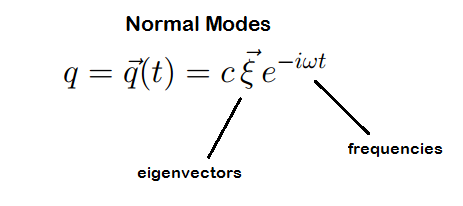 Normal Modes
q = q⃗(t) = c ξ⃗ e^{-iωt}
frequencies
eigenvectors